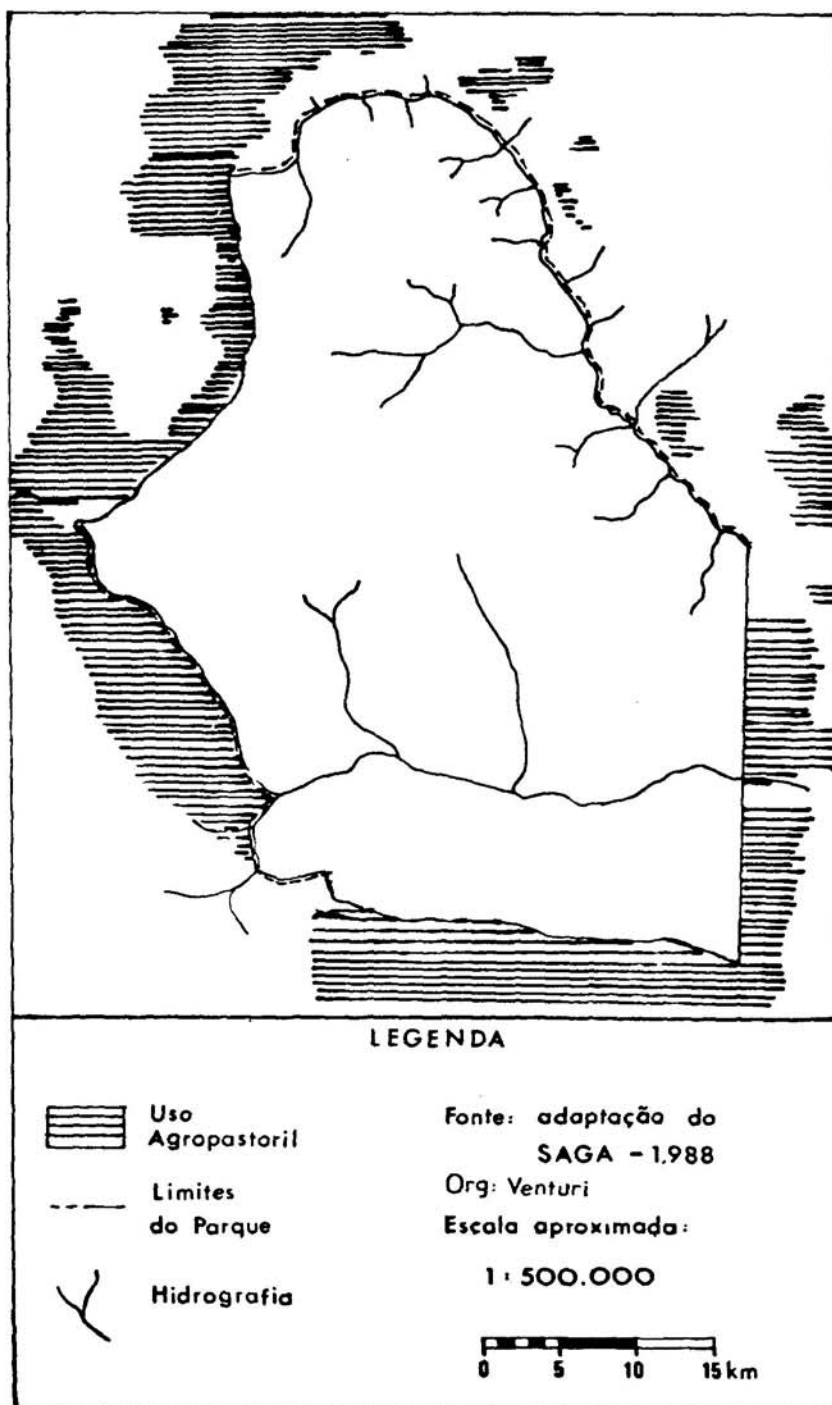 LEGENDA
Uso
Agropastoril
Limites
do Parque
Hidrografia
Fonte: adaptação do
SAGA - 1.988
Org: Venturi
Escala aproximada:
1: 500.000
0 5 10 15 km